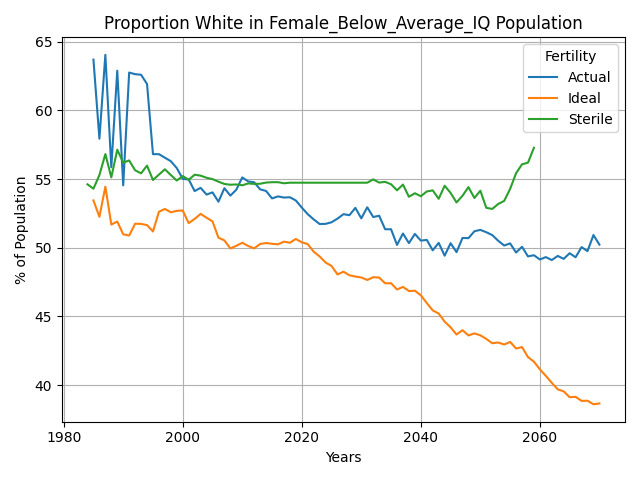 Proportion White in Female_Below_Average_IQ Population
65
60
55
50
45
40
% of Population
Fertility
Actual
Ideal
Sterile
1980
2000
2020
2040
2060
Years